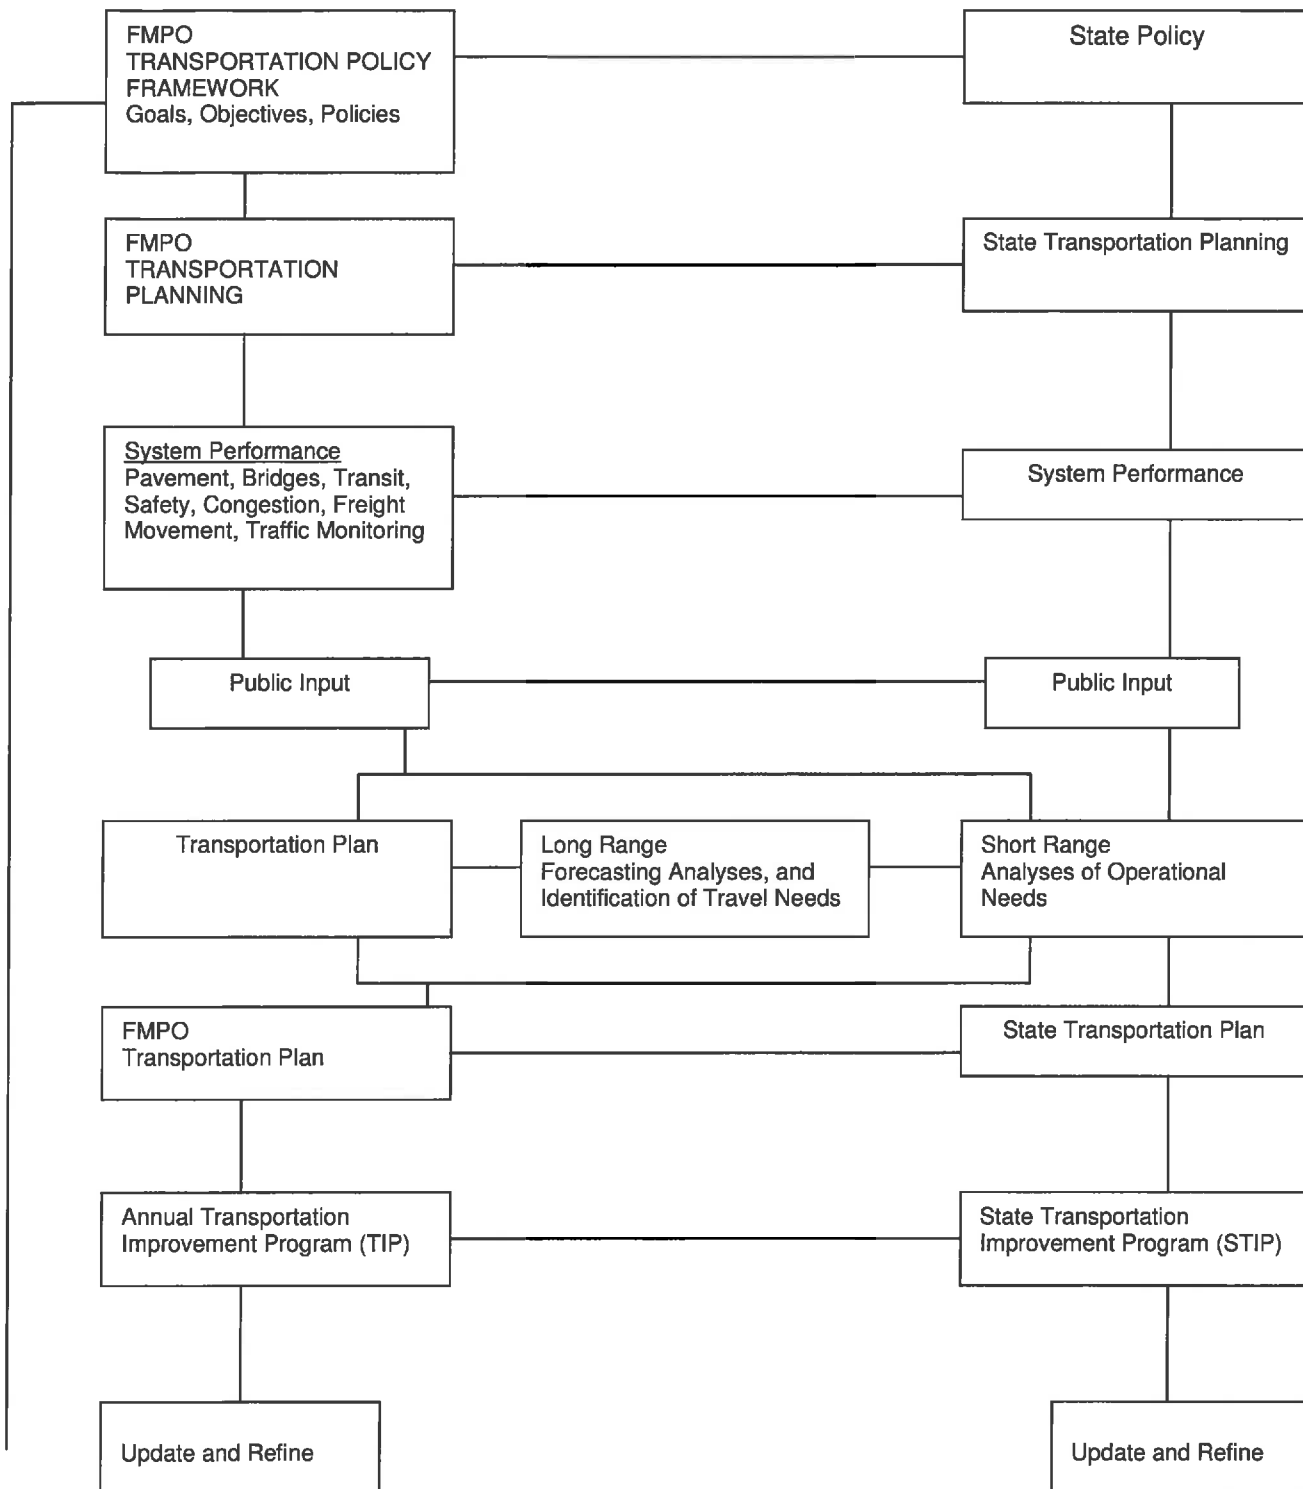 FMPO
TRANSPORTATION POLICY
FRAMEWORK
Goals, Objectives, Policies
State Policy
FMPO
TRANSPORTATION
PLANNING
State Transportation Planning
System Performance
Pavement, Bridges, Transit,
Safety, Congestion, Freight
Movement, Traffic Monitoring
System Performance
Public Input
Public Input
Transportation Plan
Long Range
Forecasting Analyses, and
Identification of Travel Needs
Short Range
Analyses of Operational
Needs
FMPO
Transportation Plan
State Transportation Plan
Annual Transportation
Improvement Program (TIP)
State Transportation
Improvement Program (STIP)
Update and Refine
Update and Refine